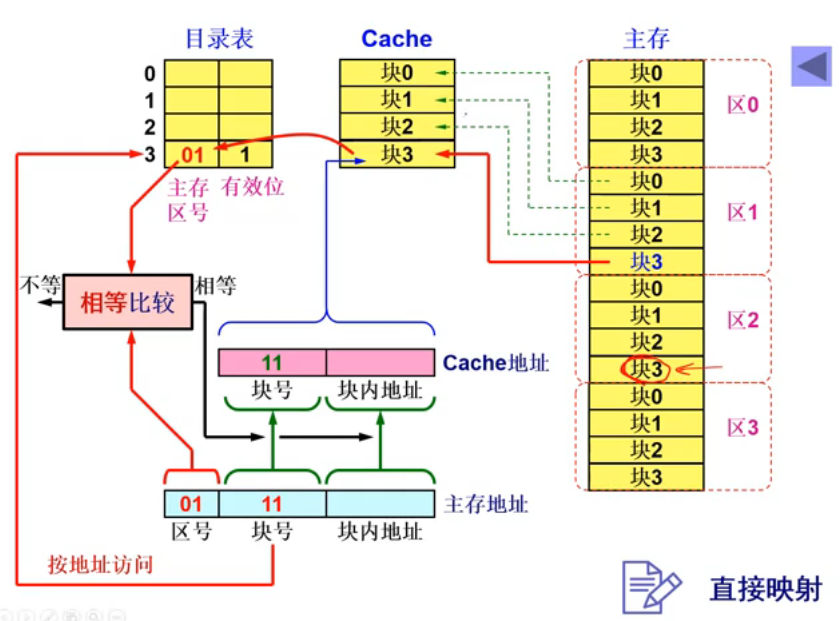 目录表
Cache
主存
0
1
2
3
01
1
主存
区号
有效位
块0
块1
块2
块3
块0
块1
块2
块3
区0
块0
块1
块2
块3
区1
块0
块1
块2
块3
区2
块0
块1
块2
块3
区3
不等
相等比较
相等
11
Cache地址
块号
块内地址
01
11
主存地址
区号
块号
块内地址
按地址访问
直接映射